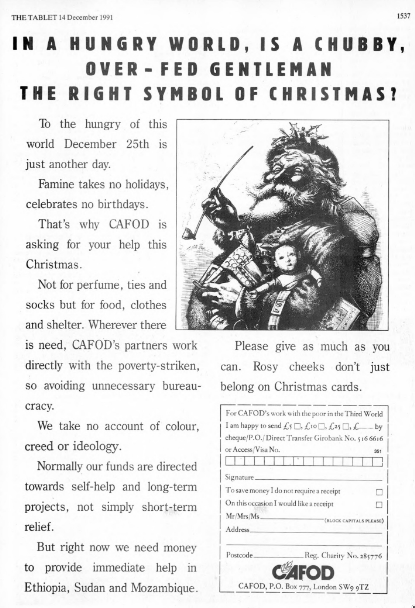 THE TABLET 14 December 1991
1537
IN A HUNGRY WORLD, IS A CHUBBY,
OVER-FED GENTLEMAN
THE RIGHT SYMBOL OF CHRISTMAS?
To the hungry of this
world December 25th is
just another day.
Famine takes no holidays,
celebrates no birthdays.
That's why CAFOD is
asking for your help this
Christmas.
Not for perfume, ties and
socks but for food, clothes
and shelter. Wherever there
is need, CAFOD's partners work
directly with the poverty-striken,
so avoiding unnecessary bureau-
cracy.
We take no account of colour,
creed or ideology.
Normally our funds are directed
towards self-help and long-term
projects, not simply short-term
relief.
But right now we need money
to provide immediate help in
Ethiopia, Sudan and Mozambique.
Please give as much as you
can. Rosy cheeks don't just
belong on Christmas cards.
For CAFOD's work with the poor in the Third World
I am happy to send £5 □, £10 □, £25 □, £...... by
cheque/P.O./Direct Transfer Girobank No. 516 6616
or Access/Visa No.
Signature
To save money I do not require a receipt □
On this occasion I would like a receipt □
Mr/Mrs/Ms
(BLOCK CAPITALS PLEASE)
Address
Postcode Reg. Charity No. 285776
CAFOD
CAFOD, P.O. Box 777, London SW9 9TZ